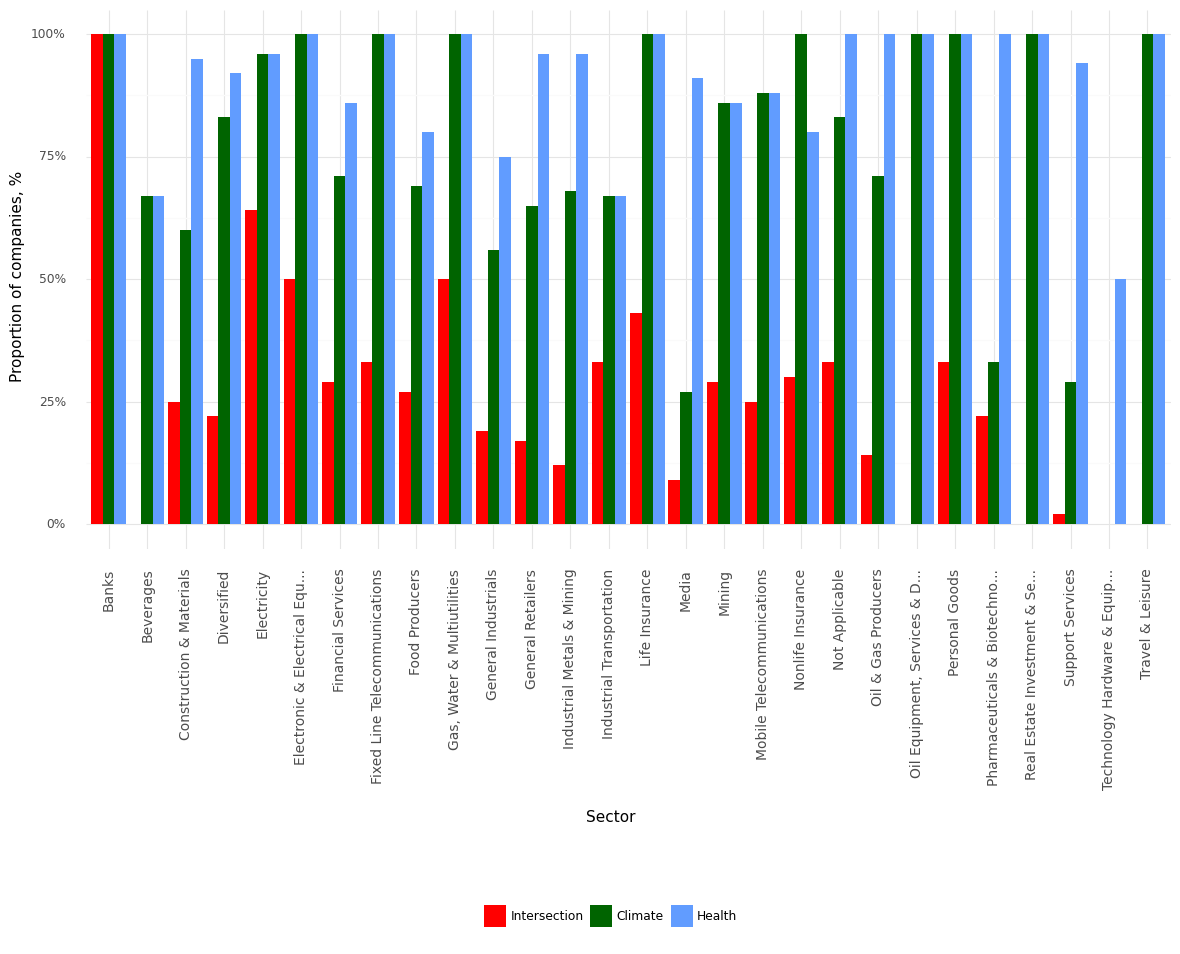 Proportion of companies, %
100%
75%
50%
25%
0%
Banks
Beverages
Construction & Materials
Diversified
Electricity
Electronic & Electrical Equ...
Financial Services
Fixed Line Telecommunications
Food Producers
Gas, Water & Multiutilities
General Industrials
General Retailers
Industrial Metals & Mining
Industrial Transportation
Life Insurance
Media
Mining
Mobile Telecommunications
Nonlife Insurance
Not Applicable
Oil & Gas Producers
Oil Equipment, Services & D...
Personal Goods
Pharmaceuticals & Biotechno...
Real Estate Investment & Se...
Support Services
Technology Hardware & Equip...
Travel & Leisure
Sector
Intersection Climate Health